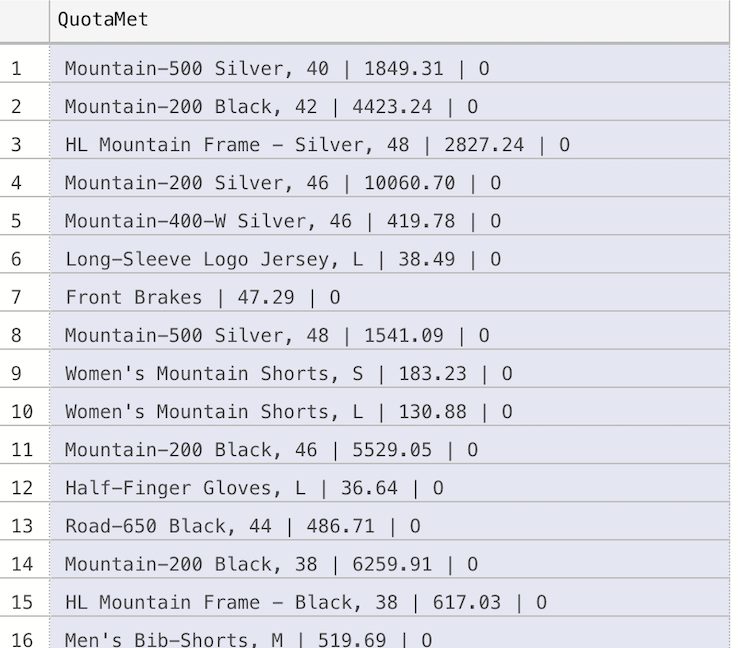 QuotaMet
1 Mountain-500 Silver, 40 | 1849.31 | 0
2 Mountain-200 Black, 42 | 4423.24 | 0
3 HL Mountain Frame - Silver, 48 | 2827.24 | 0
4 Mountain-200 Silver, 46 | 10060.70 | 0
5 Mountain-400-W Silver, 46 | 419.78 | 0
6 Long-Sleeve Logo Jersey, L | 38.49 | 0
7 Front Brakes | 47.29 | 0
8 Mountain-500 Silver, 48 | 1541.09 | 0
9 Women's Mountain Shorts, S | 183.23 | 0
10 Women's Mountain Shorts, L | 130.88 | 0
11 Mountain-200 Black, 46 | 5529.05 | 0
12 Half-Finger Gloves, L | 36.64 | 0
13 Road-650 Black, 44 | 486.71 | 0
14 Mountain-200 Black, 38 | 6259.91 | 0
15 HL Mountain Frame - Black, 38 | 617.03 | 0
16 Men's Bib-Shorts, M | 519.69 | 0